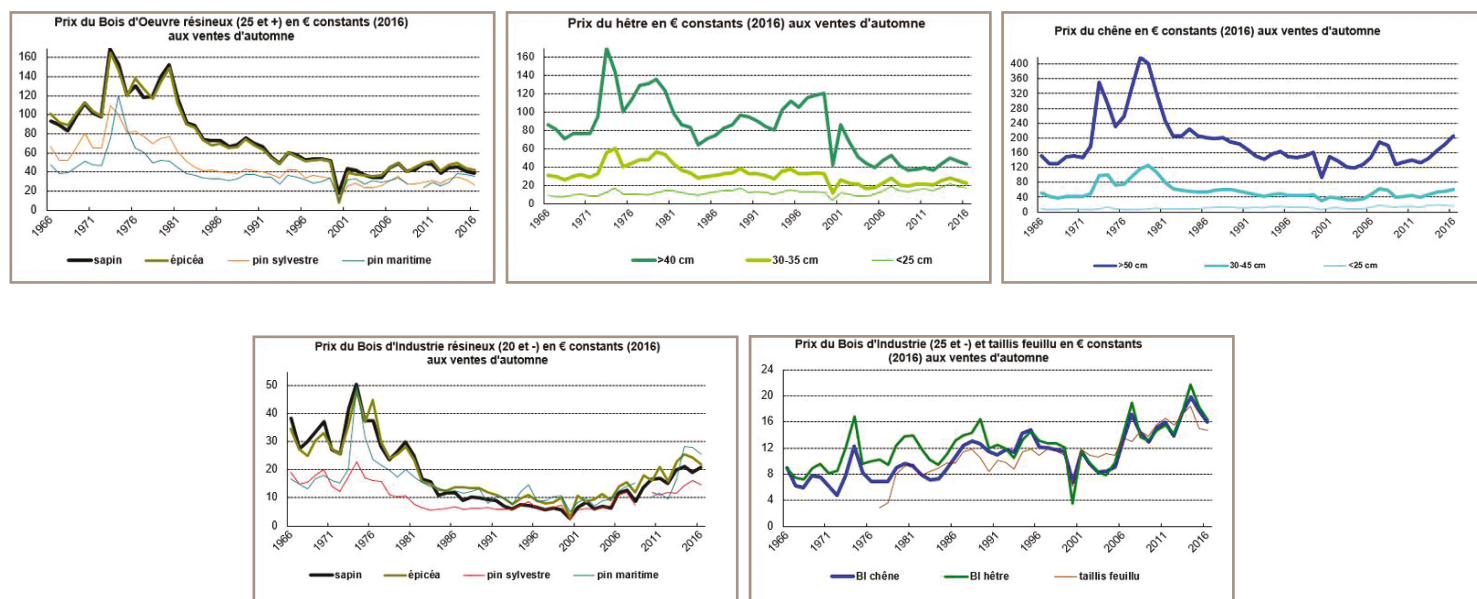 Prix du Bois d'Oeuvre résineux (25 et +) en € constants (2016)
aux ventes d'automne
160
140
120
100
80
60
40
20
0
1966 1971 1976 1981 1986 1991 1996 2001 2006 2011 2016
sapin épicéa pin sylvestre pin maritime
Prix du hêtre en € constants (2016) aux ventes d'automne
160
140
120
100
80
60
40
20
0
1966 1971 1976 1981 1986 1991 1996 2001 2006 2011 2016
>40 cm 30-35 cm <25 cm
Prix du chêne en € constants (2016) aux ventes d'automne
400
360
320
280
240
200
160
120
80
40
0
1966 1971 1976 1981 1986 1991 1996 2001 2006 2011 2016
>50 cm 30-45 cm <25 cm
Prix du Bois d'Industrie résineux (20 et -) en € constants (2016)
aux ventes d'automne
50
40
30
20
10
0
1966 1971 1976 1981 1986 1991 1996 2001 2006 2011 2016
sapin épicéa pin sylvestre pin maritime
Prix du Bois d'Industrie (25 et -) et taillis feuillu en € constants
(2016) aux ventes d'automne
24
20
16
12
8
4
0
1966 1971 1976 1981 1986 1991 1996 2001 2006 2011 2016
BI chêne BI hêtre taillis feuillu